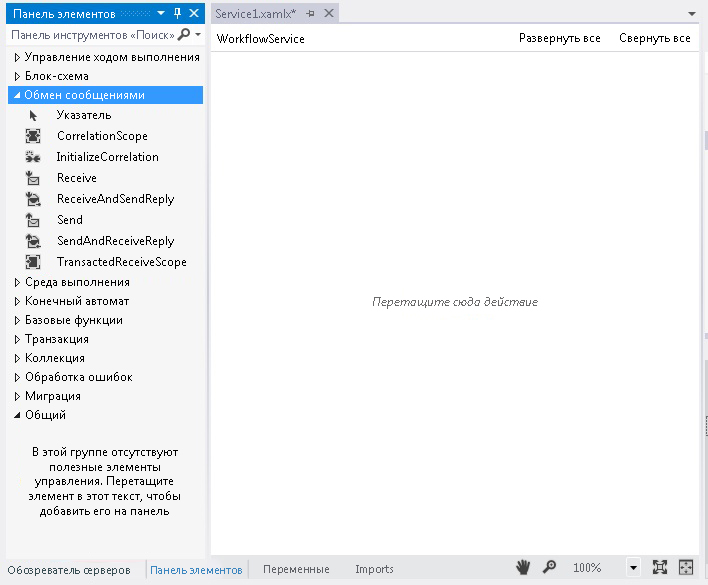 Панель элементов
Service1.xamlx*
Панель инструментов «Поиск»
WorkflowService
Развернуть все
Свернуть все
Управление ходом выполнения
Блок-схема
Обмен сообщениями
Указатель
CorrelationScope
InitializeCorrelation
Receive
ReceiveAndSendReply
Send
SendAndReceiveReply
TransactedReceiveScope
Среда выполнения
Конечный автомат
Базовые функции
Транзакция
Коллекция
Обработка ошибок
Миграция
Общий
В этой группе отсутствуют
полезные элементы
управления. Перетащите
элемент в этот текст, чтобы
добавить его на панель
Перетащите сюда действие
Обозреватель серверов
Панель элементов
Переменные
Imports
100%